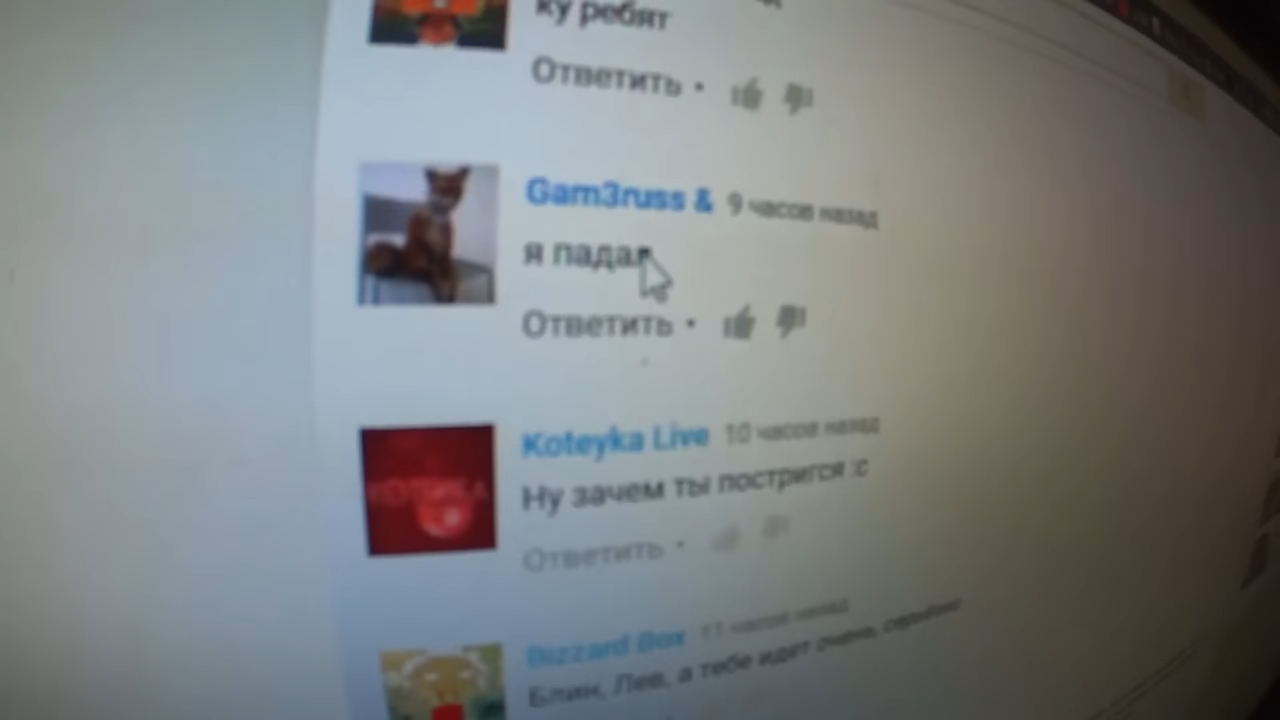 ку ребят
Ответить •
Gam3russ & 9 часов назад
я падал
Ответить •
Koteyka Live 10 часов назад
Ну зачем ты постригся :с
Ответить •
Bizzard Box 11 часов назад
Блин, Лев, а тебе идет очень, серьёзно